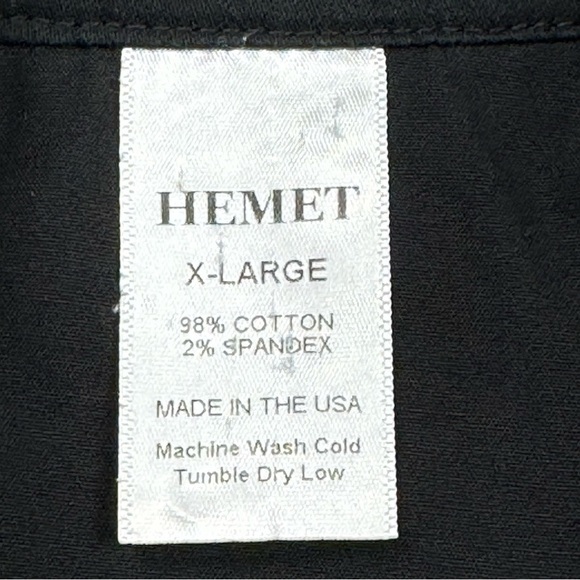 HEMET
X-LARGE
98% COTTON
2% SPANDEX
MADE IN THE USA
Machine Wash Cold
Tumble Dry Low